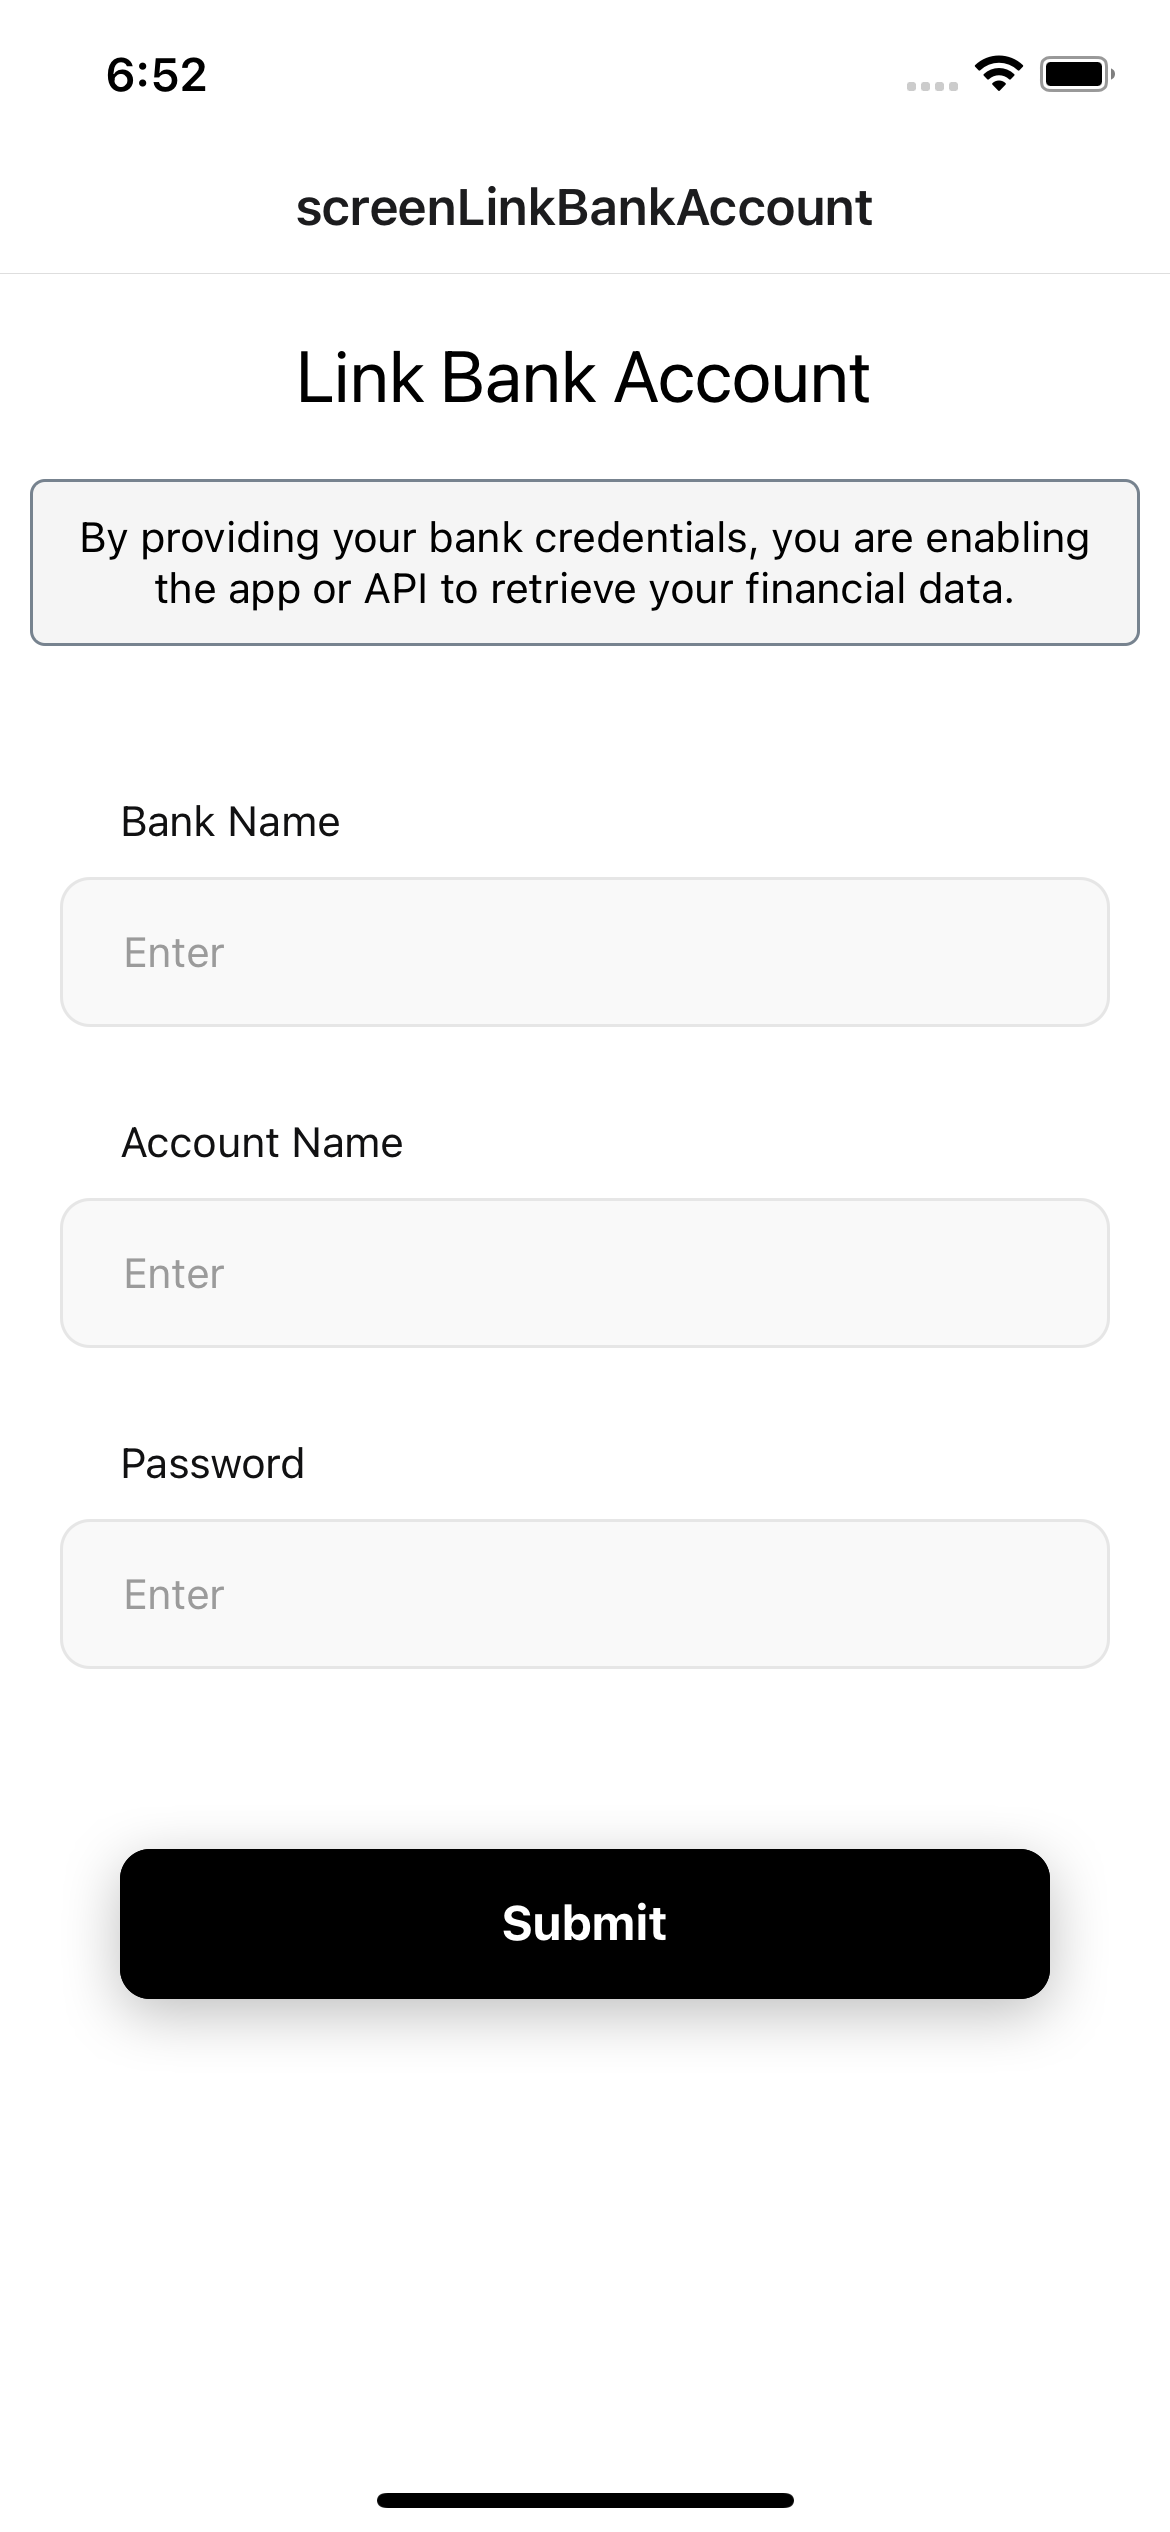 6:52
screenLinkBankAccount
Link Bank Account
By providing your bank credentials, you are enabling
the app or API to retrieve your financial data.
Bank Name
Enter
Account Name
Enter
Password
Enter
Submit